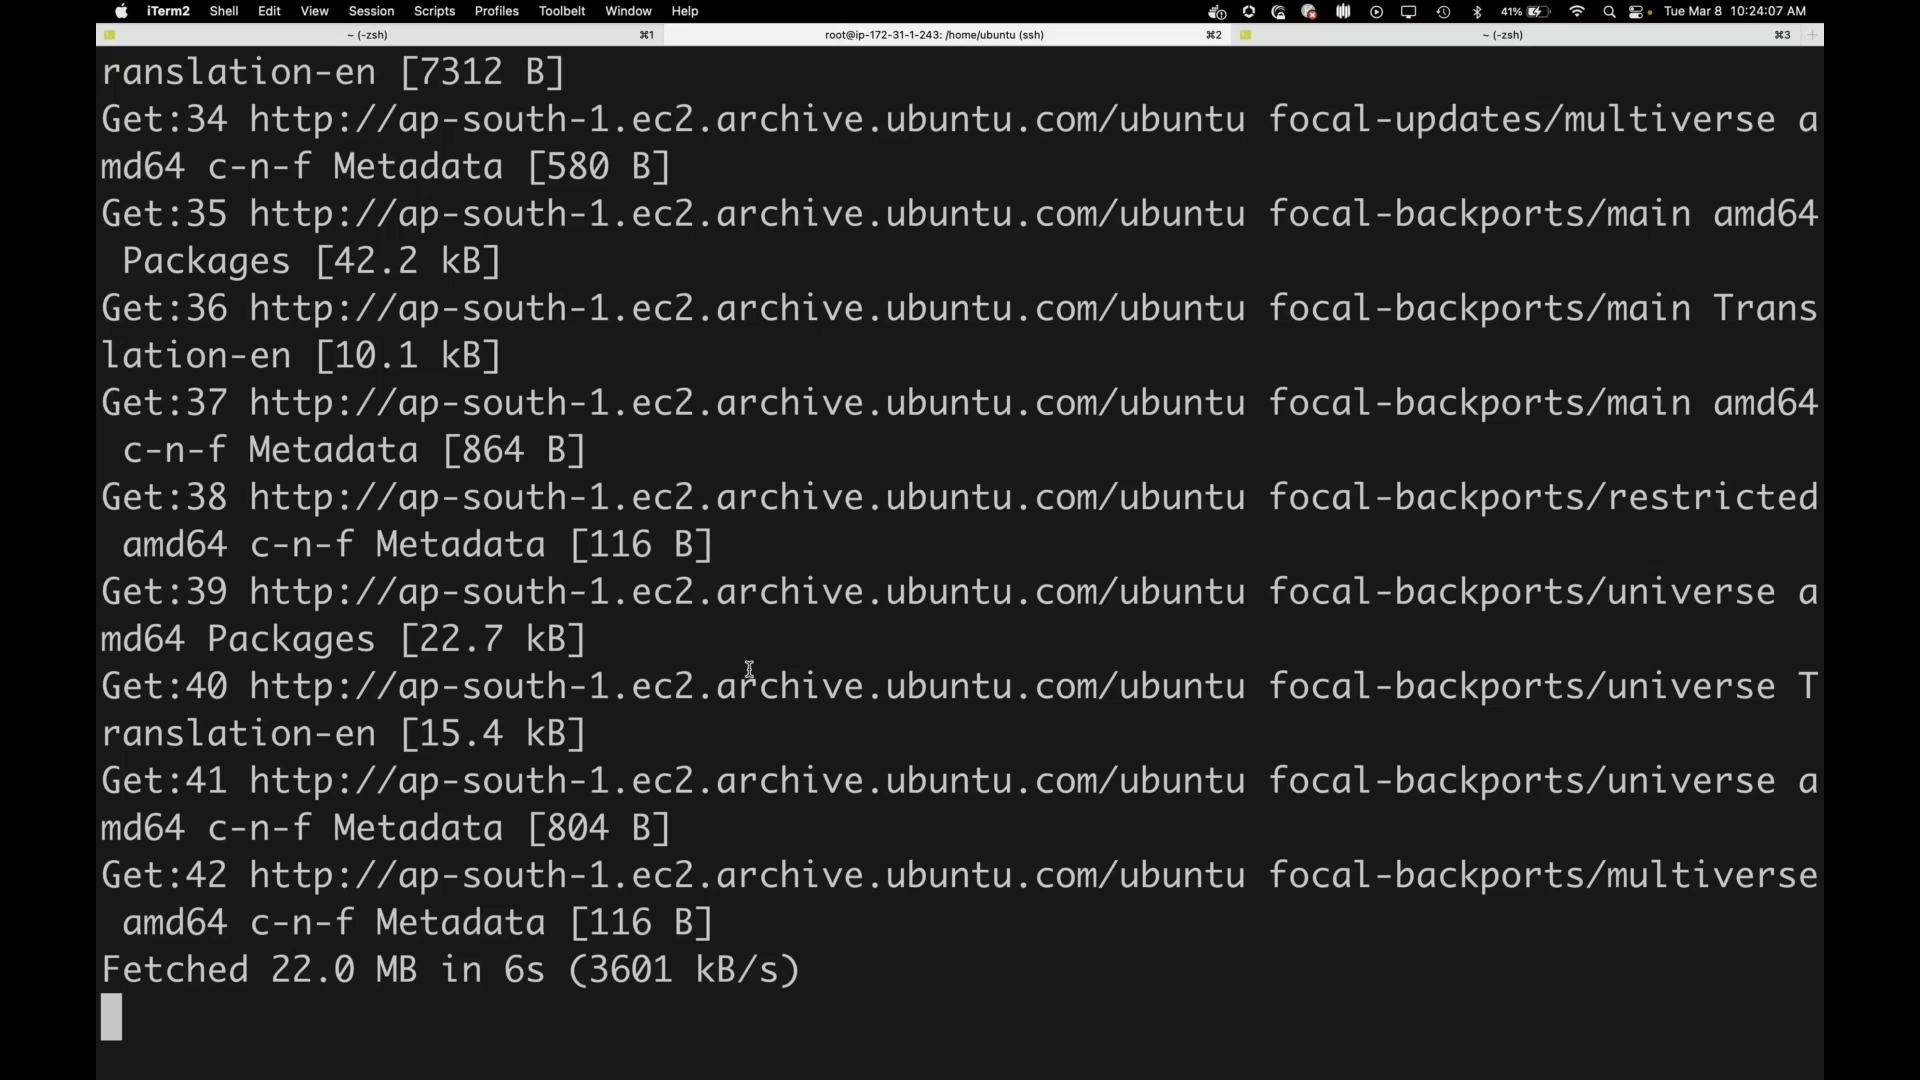 iTerm2 Shell Edit View Session Scripts Profiles Toolbelt Window Help 41% Tue Mar 8 10:24:07 AM
~ (-zsh) ⌘1 root@ip-172-31-1-243: /home/ubuntu (ssh) ⌘2 ~ (-zsh) ⌘3
ranslation-en [7312 B]
Get:34 http://ap-south-1.ec2.archive.ubuntu.com/ubuntu focal-updates/multiverse a
md64 c-n-f Metadata [580 B]
Get:35 http://ap-south-1.ec2.archive.ubuntu.com/ubuntu focal-backports/main amd64
 Packages [42.2 kB]
Get:36 http://ap-south-1.ec2.archive.ubuntu.com/ubuntu focal-backports/main Trans
lation-en [10.1 kB]
Get:37 http://ap-south-1.ec2.archive.ubuntu.com/ubuntu focal-backports/main amd64
 c-n-f Metadata [864 B]
Get:38 http://ap-south-1.ec2.archive.ubuntu.com/ubuntu focal-backports/restricted
 amd64 c-n-f Metadata [116 B]
Get:39 http://ap-south-1.ec2.archive.ubuntu.com/ubuntu focal-backports/universe a
md64 Packages [22.7 kB]
Get:40 http://ap-south-1.ec2.archive.ubuntu.com/ubuntu focal-backports/universe T
ranslation-en [15.4 kB]
Get:41 http://ap-south-1.ec2.archive.ubuntu.com/ubuntu focal-backports/universe a
md64 c-n-f Metadata [804 B]
Get:42 http://ap-south-1.ec2.archive.ubuntu.com/ubuntu focal-backports/multiverse
 amd64 c-n-f Metadata [116 B]
Fetched 22.0 MB in 6s (3601 kB/s)